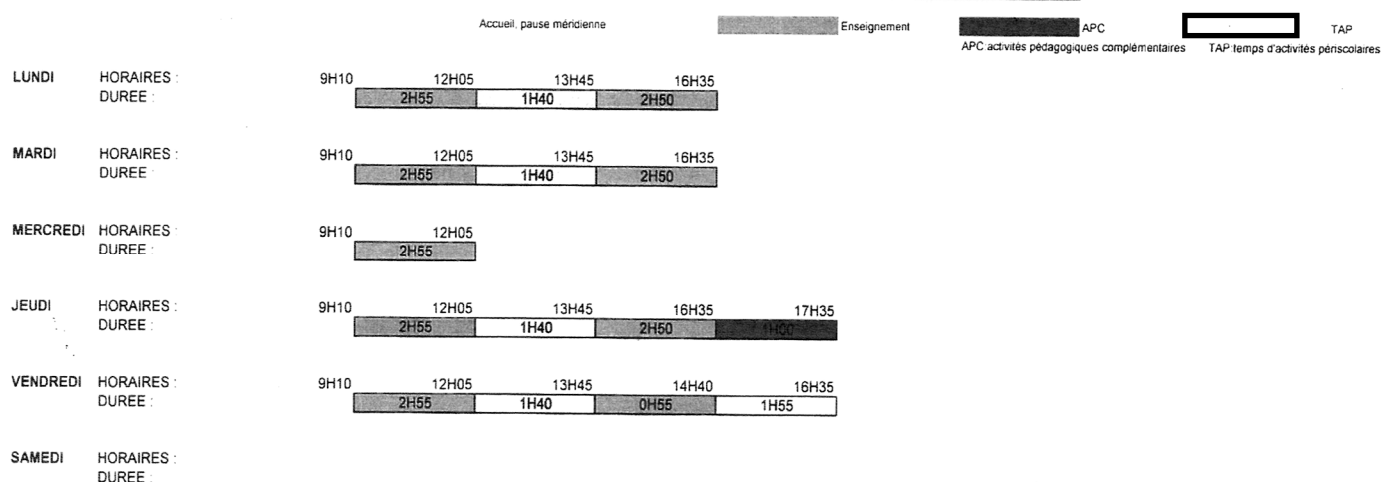 Accueil, pause méridienne Enseignement APC TAP
APC:activités pédagogiques complémentaires TAP:temps d'activités périscolaires
LUNDI HORAIRES : 9H10 12H05 13H45 16H35
DUREE : 2H55 1H40 2H50
MARDI HORAIRES : 9H10 12H05 13H45 16H35
DUREE : 2H55 1H40 2H50
MERCREDI HORAIRES : 9H10 12H05
DUREE : 2H55
JEUDI HORAIRES : 9H10 12H05 13H45 16H35 17H35
DUREE : 2H55 1H40 2H50 1H00
VENDREDI HORAIRES : 9H10 12H05 13H45 14H40 16H35
DUREE : 2H55 1H40 0H55 1H55
SAMEDI HORAIRES :
DUREE :